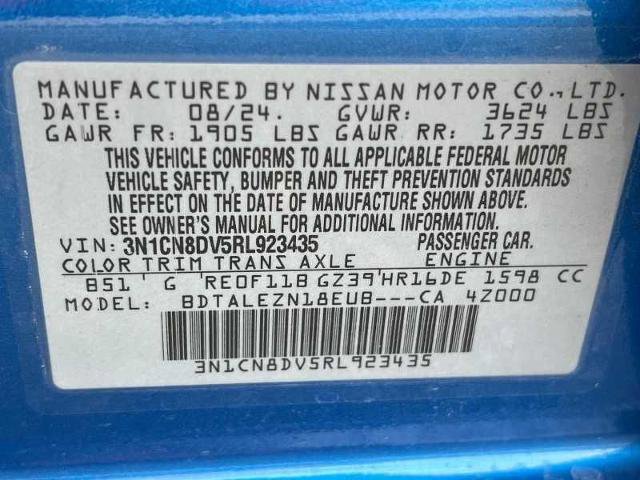 MANUFACTURED BY NISSAN MOTOR CO., LTD.
DATE: 08/24. GVWR: 3624 LBS
GAWR FR: 1905 LBS GAWR RR: 1735 LBS
THIS VEHICLE CONFORMS TO ALL APPLICABLE FEDERAL MOTOR
VEHICLE SAFETY, BUMPER AND THEFT PREVENTION STANDARDS
IN EFFECT ON THE DATE OF MANUFACTURE SHOWN ABOVE.
SEE OWNER'S MANUAL FOR ADDITIONAL INFORMATION.
VIN: 3N1CN8DV5RL923435 PASSENGER CAR.
COLOR TRIM TRANS AXLE ENGINE
B51 G RE0F11B GZ39 HR16DE 1598 CC
MODEL: BDTALEZN18EUB---CA 4Z000
3N1CN8DV5RL923435